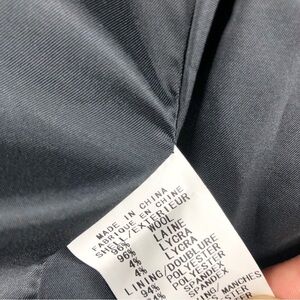 MADE IN CHINA
FABRIQUE EN CHINE
SHELL/EXTERIEUR
96% WOOL
96% LAINE
4% LYCRA
4% LYCRA
LINING/DOUBLURE
94% POLYESTER
POLYESTER
SPANDEX
SPANDEX
/MANCHES